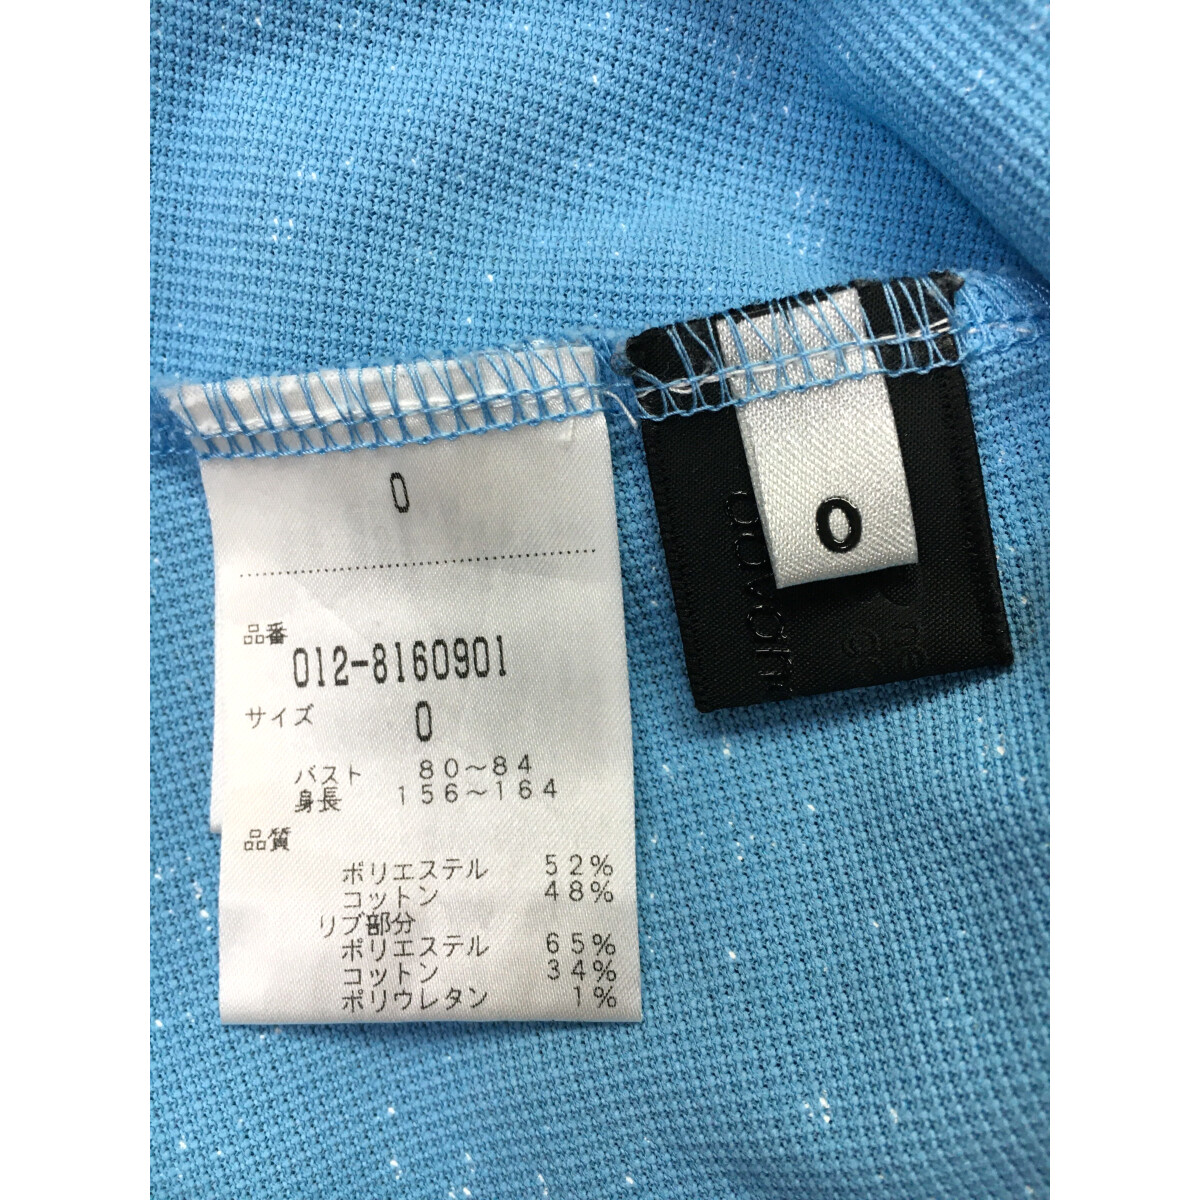 0
品番
012-8160901
サイズ 0
バスト 80～84
身長 156～164
品質
ポリエステル 52%
コットン 48%
リブ部分
ポリエステル 65%
コットン 34%
ポリウレタン 1%
0